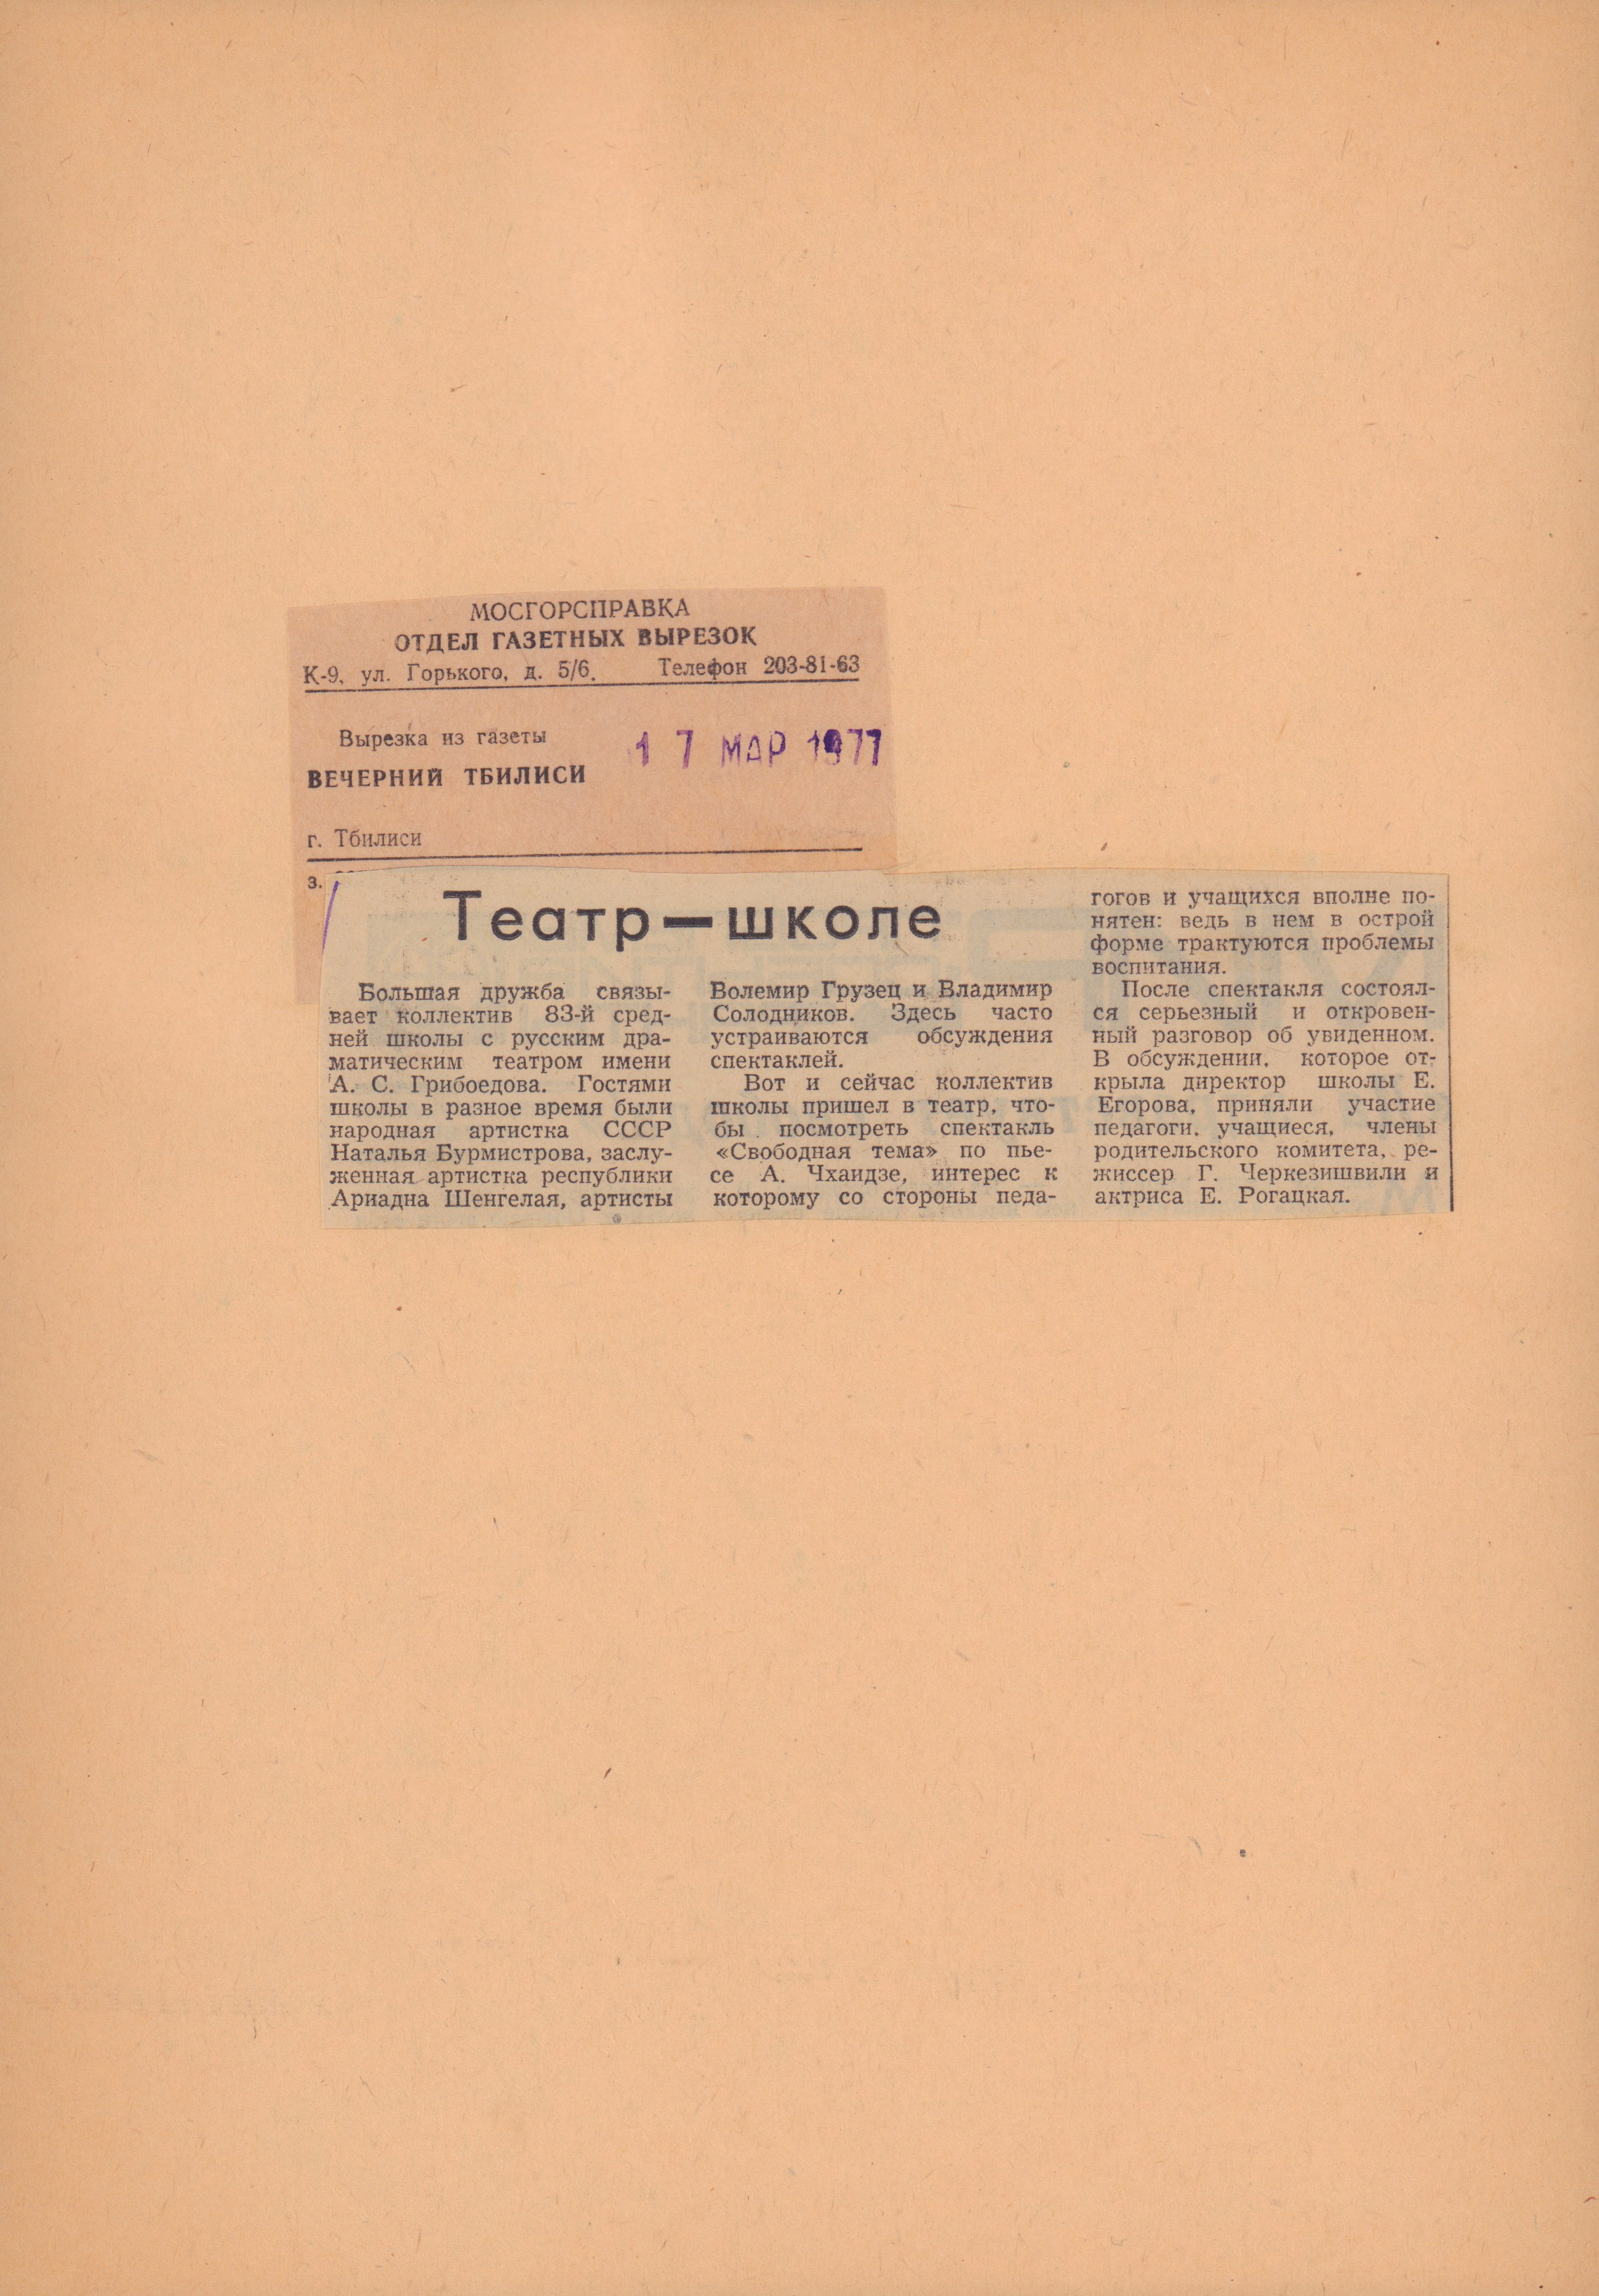 МОСГОРСПРАВКА
ОТДЕЛ ГАЗЕТНЫХ ВЫРЕЗОК
К-9, ул. Горького, д. 5/6. Телефон 203-81-63
Вырезка из газеты
ВЕЧЕРНИЙ ТБИЛИСИ
17 МАР 1977
г. Тбилиси
з.
Театр — школе
Большая дружба связы-
вает коллектив 83-й сред-
ней школы с русским дра-
матическим театром имени
А. С. Грибоедова. Гостями
школы в разное время были
народная артистка СССР
Наталья Бурмистрова, заслу-
женная артистка республики
Ариадна Шенгелая, артисты
Волемир Грузец и Владимир
Солодников. Здесь часто
устраиваются обсуждения
спектаклей.
Вот и сейчас коллектив
школы пришел в театр, что-
бы посмотреть спектакль
«Свободная тема» по пье-
се А. Чхаидзе, интерес к
которому со стороны педа-
гогов и учащихся вполне по-
нятен: ведь в нем в острой
форме трактуются проблемы
воспитания.
После спектакля состоял-
ся серьезный и откровен-
ный разговор об увиденном.
В обсуждении, которое от-
крыла директор школы Е.
Егорова, приняли участие
педагоги, учащиеся, члены
родительского комитета, ре-
жиссер Г. Черкезишвили и
актриса Е. Рогацкая.